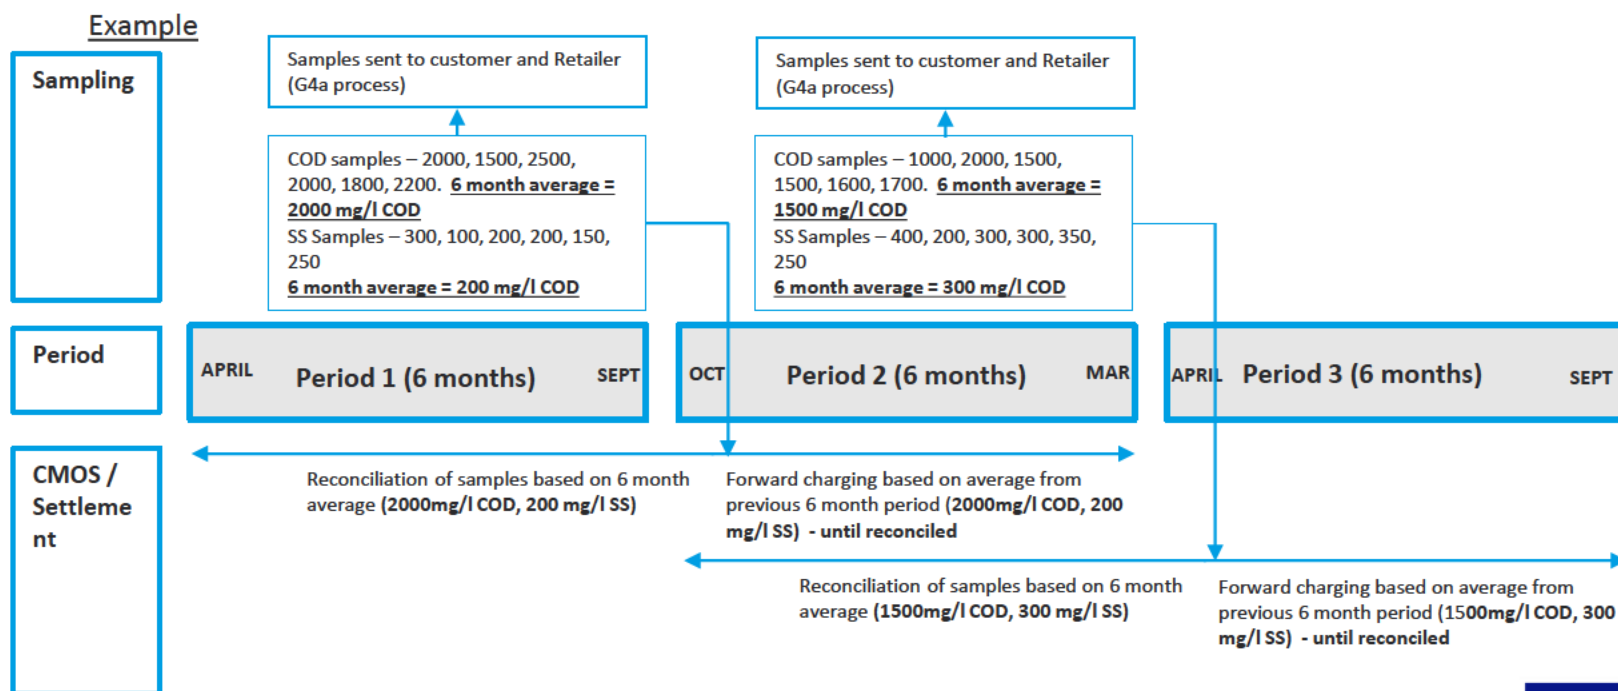 Example
Sampling
Samples sent to customer and Retailer
(G4a process)
COD samples – 2000, 1500, 2500,
2000, 1800, 2200. 6 month average =
2000 mg/l COD
SS Samples – 300, 100, 200, 200, 150,
250
6 month average = 200 mg/l COD
Samples sent to customer and Retailer
(G4a process)
COD samples – 1000, 2000, 1500,
1500, 1600, 1700. 6 month average =
1500 mg/l COD
SS Samples – 400, 200, 300, 300, 350,
250
6 month average = 300 mg/l COD
Period
APRIL
Period 1 (6 months)
SEPT
OCT
Period 2 (6 months)
MAR
APRIL
Period 3 (6 months)
SEPT
CMOS /
Settleme
nt
Reconciliation of samples based on 6 month
average (2000mg/l COD, 200 mg/l SS)
Forward charging based on average from
previous 6 month period (2000mg/l COD, 200
mg/l SS) - until reconciled
Reconciliation of samples based on 6 month
average (1500mg/l COD, 300 mg/l SS)
Forward charging based on average from
previous 6 month period (1500mg/l COD, 300
mg/l SS) - until reconciled